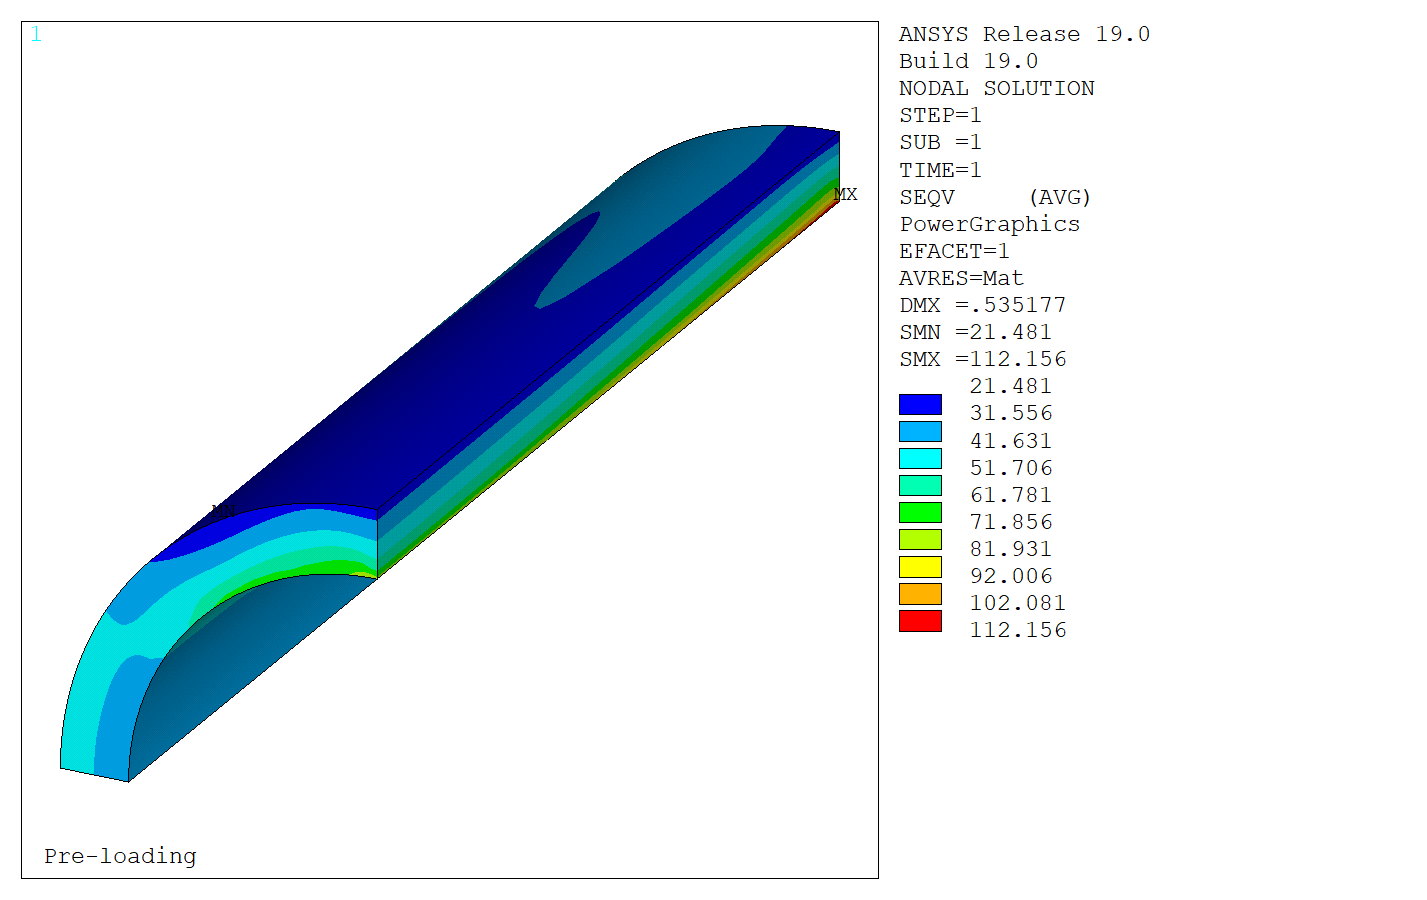 1
ANSYS Release 19.0
Build 19.0
NODAL SOLUTION
STEP=1
SUB =1
TIME=1
SEQV (AVG)
PowerGraphics
EFACET=1
AVRES=Mat
DMX =.535177
SMN =21.481
SMX =112.156
21.481
31.556
41.631
51.706
61.781
71.856
81.931
92.006
102.081
112.156
MX
MN
Pre-loading